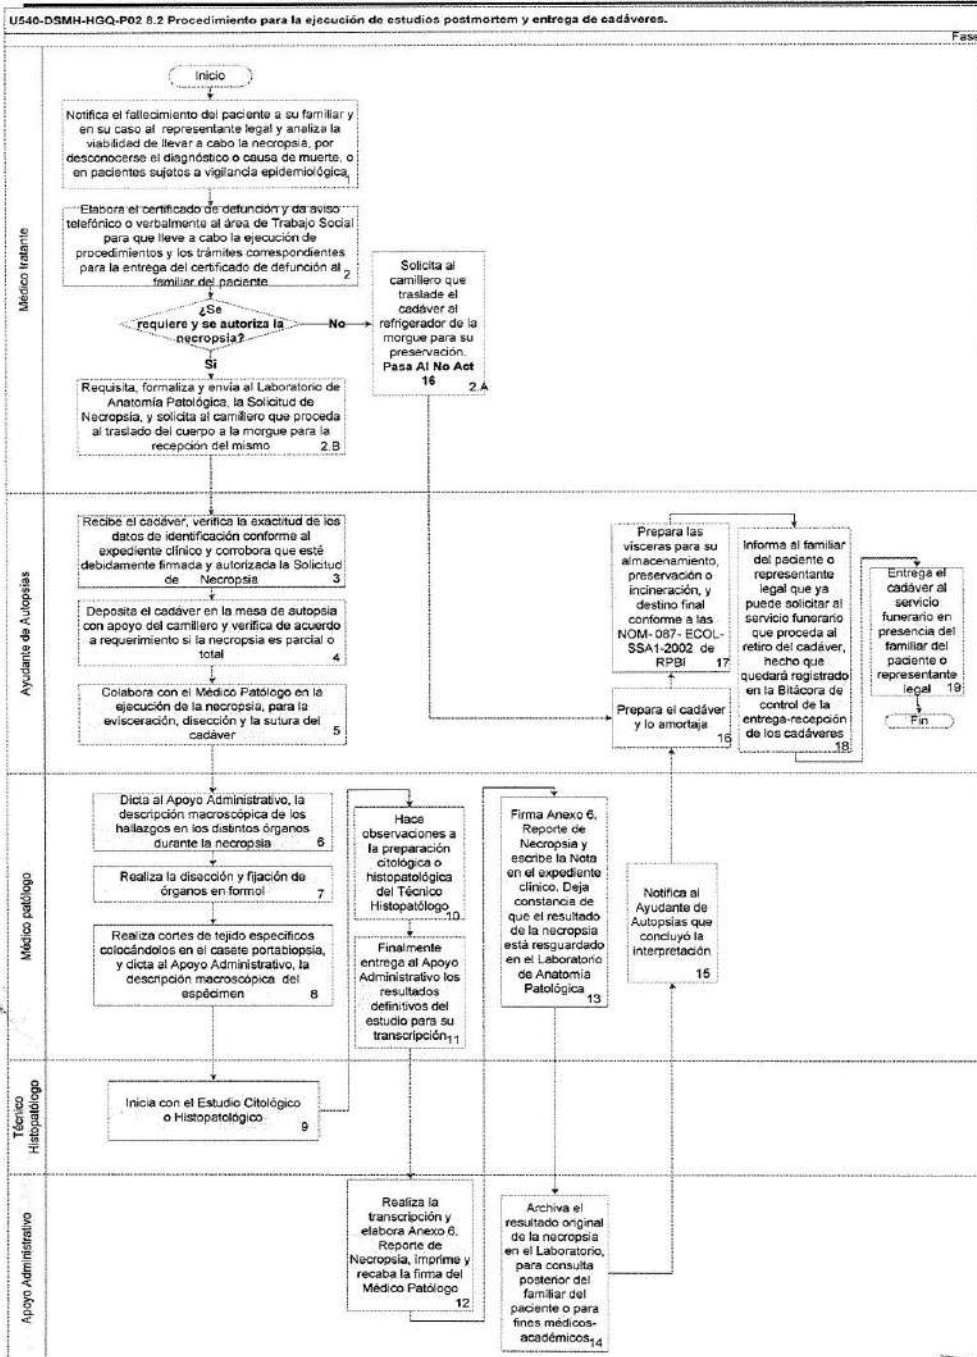 U540-DSMH-HGQ-P02 8.2 Procedimiento para la ejecución de estudios postmortem y entrega de cadáveres.
Fase
Médico tratante
Inicio
Notifica el fallecimiento del paciente a su familiar y
en su caso al representante legal y analiza la
viabilidad de llevar a cabo la necropsia, por
desconocerse el diagnóstico o causa de muerte, o
en pacientes sujetos a vigilancia epidemiológica
1
Elabora el certificado de defunción y da aviso
telefónico o verbalmente al área de Trabajo Social
para que lleve a cabo la ejecución de
procedimientos y los trámites correspondientes
para la entrega del certificado de defunción al
familiar del paciente
2
¿Se
requiere y se autoriza la
necropsia?
No
Si
Solicita al
camillero que
traslade el
cadáver al
refrigerador de la
morgue para su
preservación.
Pasa Al No Act
16
2.A
Requisita, formaliza y envía al Laboratorio de
Anatomía Patológica, la Solicitud de
Necropsia, y solicita al camillero que proceda
al traslado del cuerpo a la morgue para la
recepción del mismo
2.B
Ayudante de Autopsias
Recibe el cadáver, verifica la exactitud de los
datos de identificación conforme al
expediente clínico y corrobora que esté
debidamente firmada y autorizada la Solicitud
de Necropsia
3
Deposita el cadáver en la mesa de autopsia
con apoyo del camillero y verifica de acuerdo
a requerimiento si la necropsia es parcial o
total
4
Colabora con el Médico Patólogo en la
ejecución de la necropsia, para la
evisceración, disección y la sutura del
cadáver
5
Prepara las
vísceras para su
almacenamiento,
preservación o
incineración, y
destino final
conforme a las
NOM- 087- ECOL-
SSA1-2002 de
RPBI
17
Prepara el cadáver
y lo amortaja
16
Informa al familiar
del paciente o
representante
legal que ya
puede solicitar al
servicio funerario
que proceda al
retiro del cadáver,
hecho que
quedará registrado
en la Bitácora de
control de la
entrega-recepción
de los cadáveres
18
Entrega el
cadáver al
servicio
funerario en
presencia del
familiar del
paciente o
representante
legal
19
Fin
Médico patólogo
Dicta al Apoyo Administrativo, la
descripción macroscópica de los
hallazgos en los distintos órganos
durante la necropsia
6
Realiza la disección y fijación de
órganos en formol
7
Realiza cortes de tejido específicos
colocándolos en el casete portabiopsia,
y dicta al Apoyo Administrativo, la
descripción macroscópica del
espécimen
8
Hace
observaciones a
la preparación
citológica o
histopatológica
del Técnico
Histopatólogo
10
Finalmente
entrega al Apoyo
Administrativo los
resultados
definitivos del
estudio para su
transcripción
11
Firma Anexo 6.
Reporte de
Necropsia y
escribe la Nota
en el expediente
clínico. Deja
constancia de
que el resultado
de la necropsia
está resguardado
en el Laboratorio
de Anatomía
Patológica
13
Notifica al
Ayudante de
Autopsias que
concluyó la
interpretación
15
Técnico
Histopatólogo
Inicia con el Estudio Citológico
o Histopatológico
9
Apoyo Administrativo
Realiza la
transcripción y
elabora Anexo 6.
Reporte de
Necropsia, imprime y
recaba la firma del
Médico Patólogo
12
Archiva el
resultado original
de la necropsia
en el Laboratorio,
para consulta
posterior del
familiar del
paciente o para
fines médicos-
académicos
14